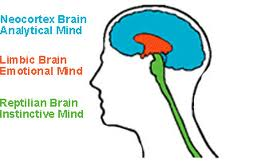 Neocortex Brain
Analytical Mind
Limbic Brain
Emotional Mind
Reptilian Brain
Instinctive Mind